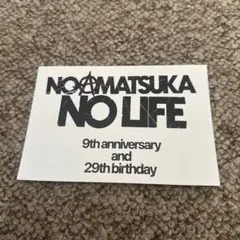 NOAMATSUKA
NO LIFE
9th anniversary
and
29th birthday